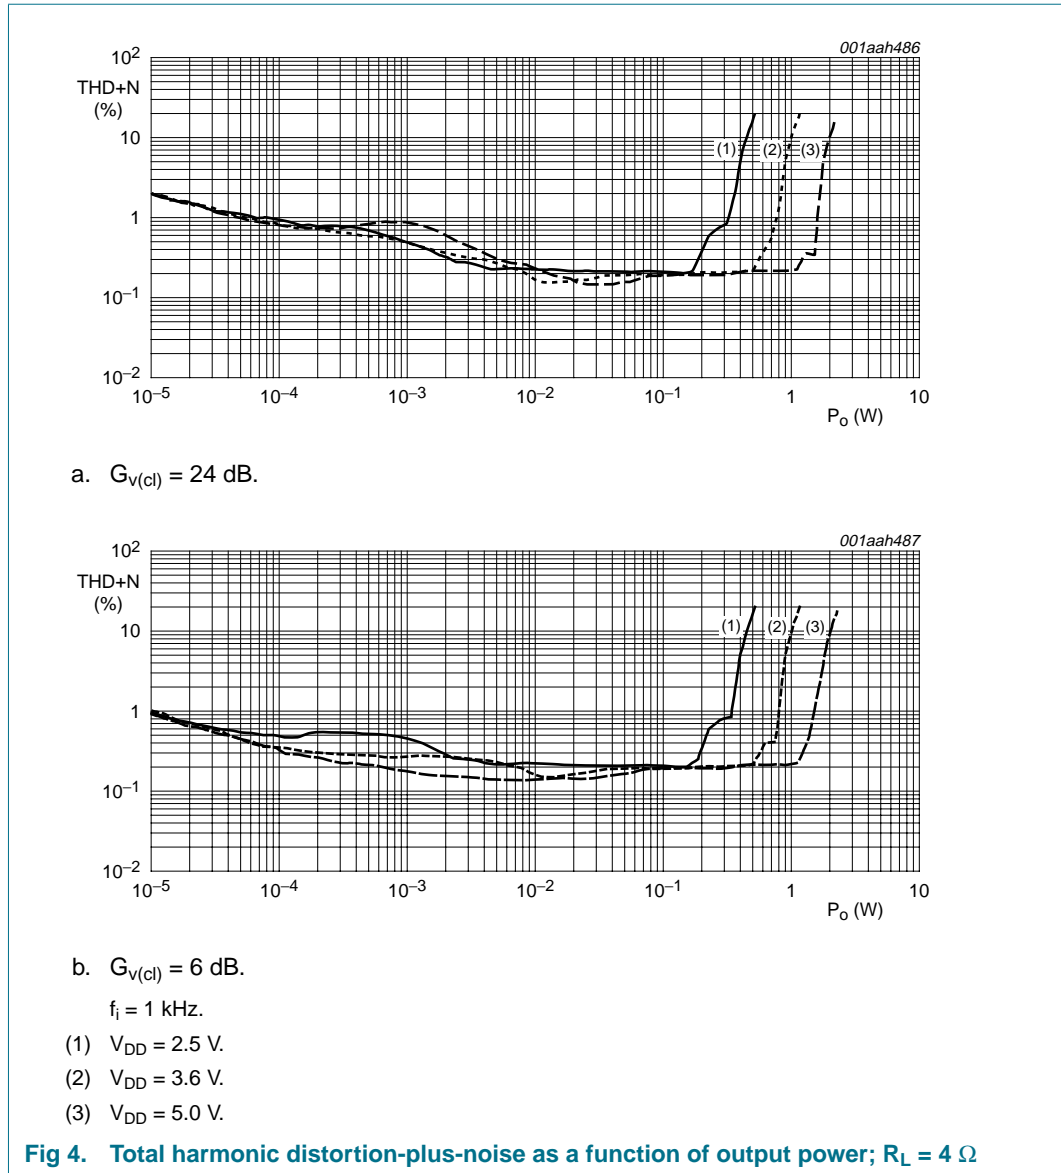 001aah486
10²
THD+N
(%)
10
(1) (2) (3)
1
10⁻¹
10⁻²
10⁻⁵ 10⁻⁴ 10⁻³ 10⁻² 10⁻¹ 1 10
Pₒ (W)
a. G_v(cl) = 24 dB.
001aah487
10²
THD+N
(%)
10
(1) (2) (3)
1
10⁻¹
10⁻²
10⁻⁵ 10⁻⁴ 10⁻³ 10⁻² 10⁻¹ 1 10
Pₒ (W)
b. G_v(cl) = 6 dB.
f_i = 1 kHz.
(1) V_DD = 2.5 V.
(2) V_DD = 3.6 V.
(3) V_DD = 5.0 V.
Fig 4. Total harmonic distortion-plus-noise as a function of output power; R_L = 4 Ω